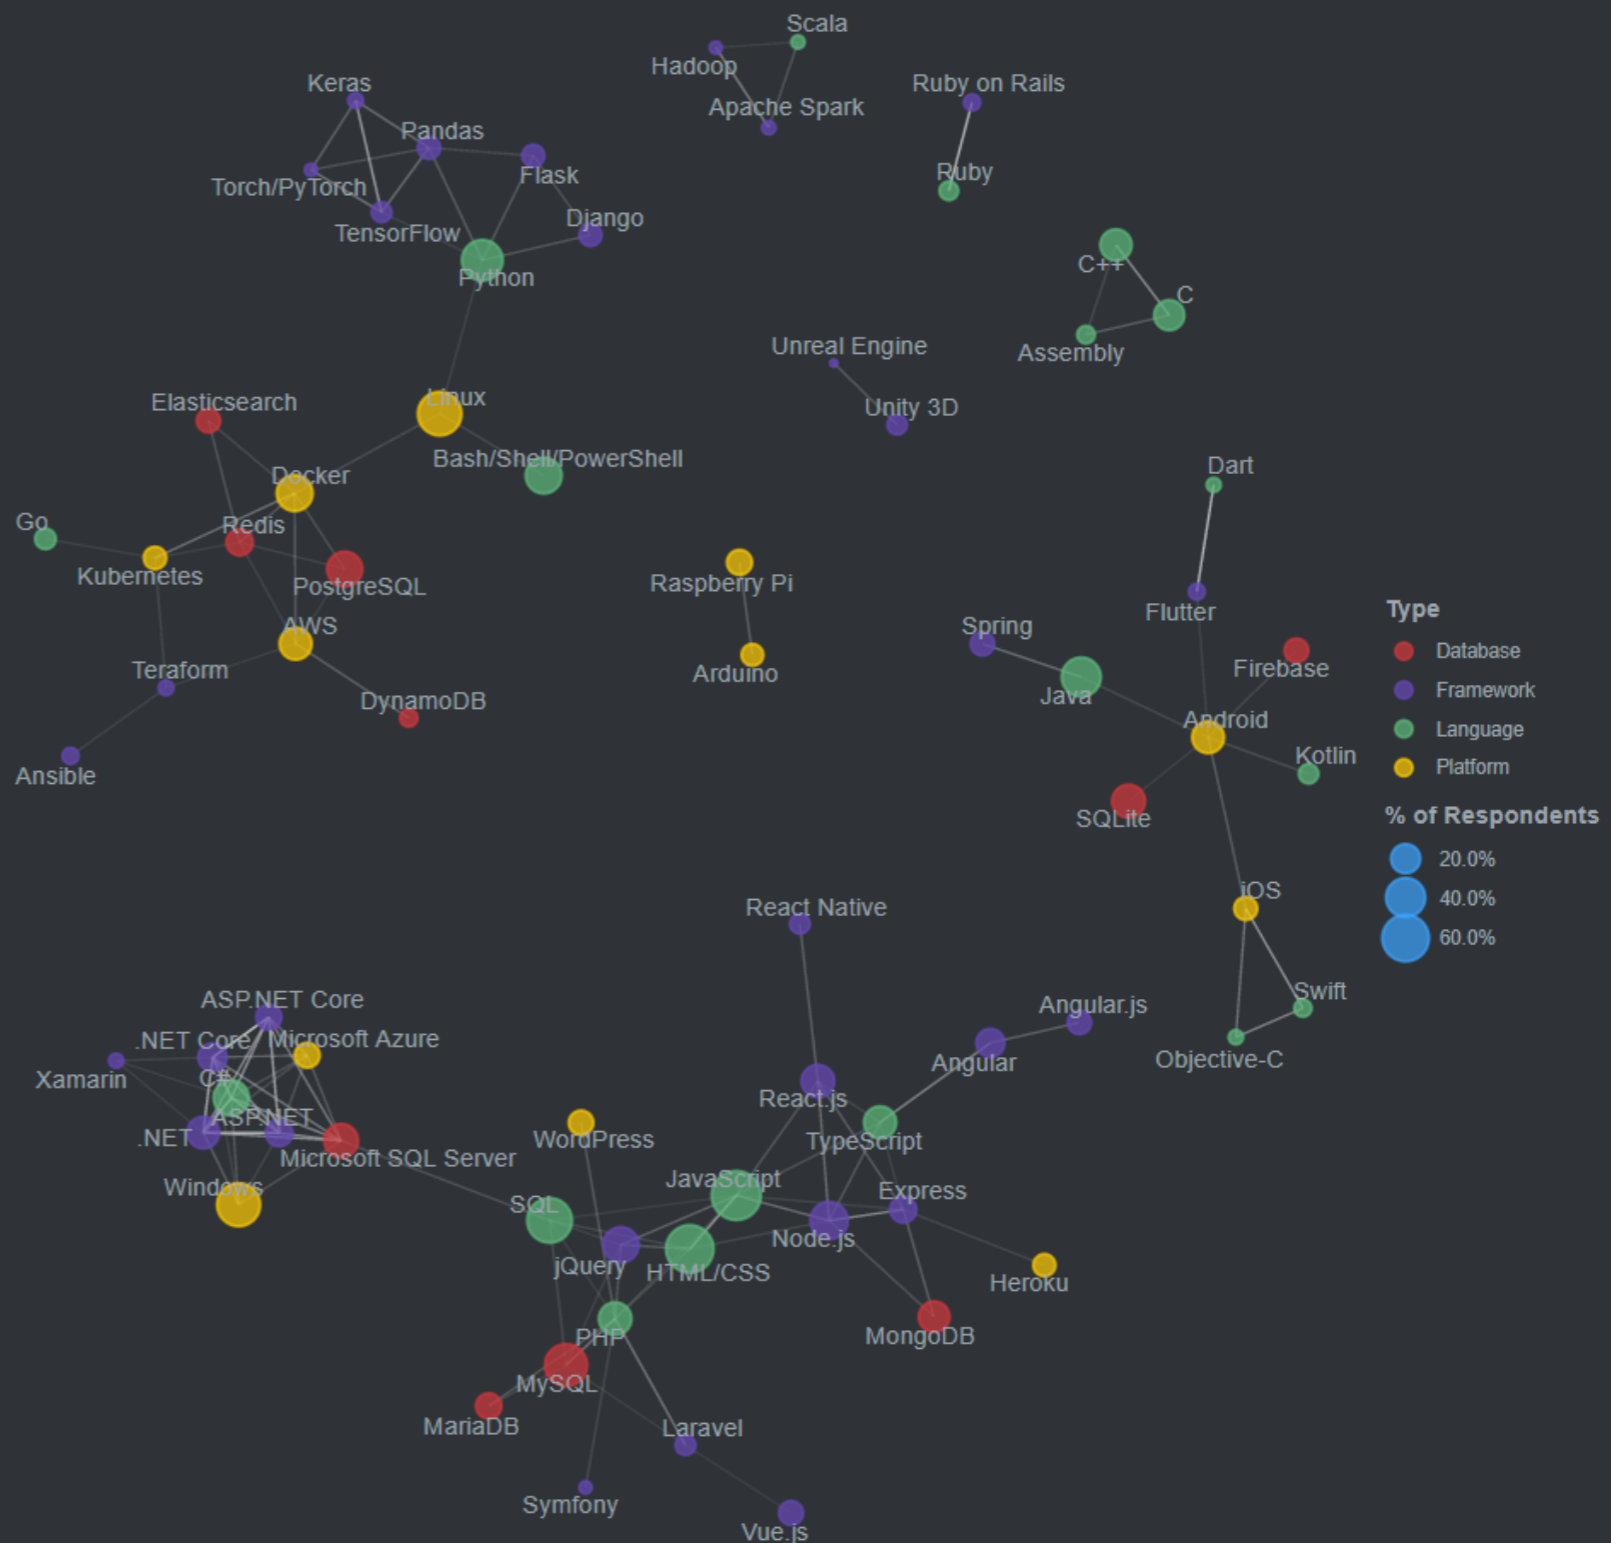 Scala
Hadoop
Apache Spark
Keras
Ruby on Rails
Pandas
Flask
Torch/PyTorch
Ruby
Django
TensorFlow
Python
C++
C
Assembly
Unreal Engine
Unity 3D
Linux
Elasticsearch
Bash/Shell/PowerShell
Docker
Dart
Go
Redis
Kubernetes
PostgreSQL
Raspberry Pi
Flutter
AWS
Spring
Teraform
Arduino
Java
Firebase
DynamoDB
Android
Kotlin
Ansible
SQLite
Type
Database
Framework
Language
Platform
% of Respondents
20.0%
40.0%
60.0%
iOS
React Native
Swift
ASP.NET Core
Angular.js
.NET Core
Microsoft Azure
Objective-C
Angular
Xamarin
C#
React.js
ASP.NET
.NET
WordPress
TypeScript
Microsoft SQL Server
JavaScript
Windows
Express
SQL
Node.js
jQuery
HTML/CSS
Heroku
PHP
MongoDB
MySQL
MariaDB
Laravel
Symfony
Vue.js